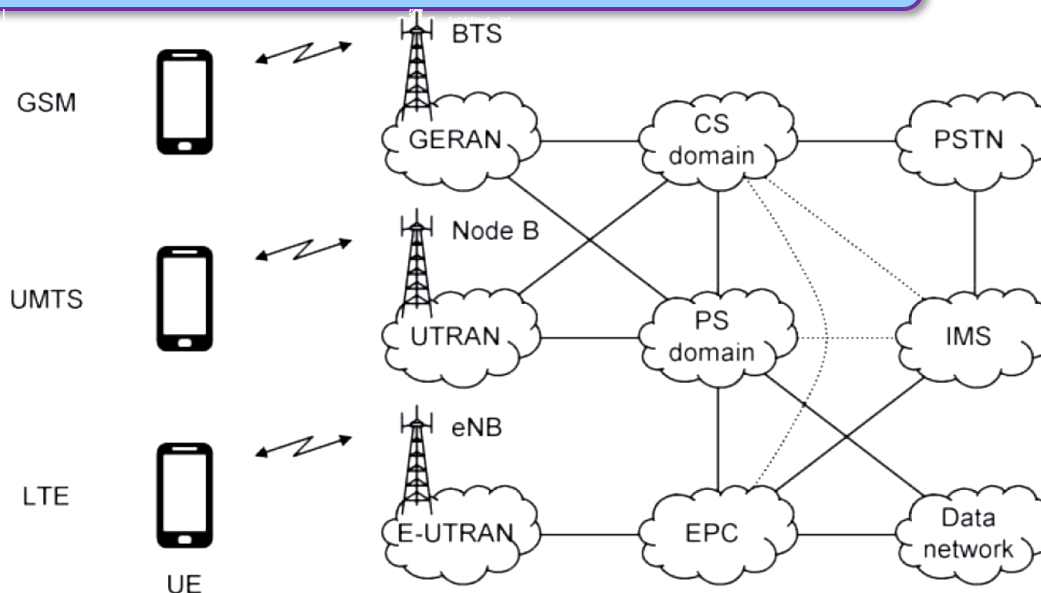 BTS
GSM
GERAN
CS
domain
PSTN
Node B
UMTS
UTRAN
PS
domain
IMS
eNB
LTE
E-UTRAN
EPC
Data
network
UE